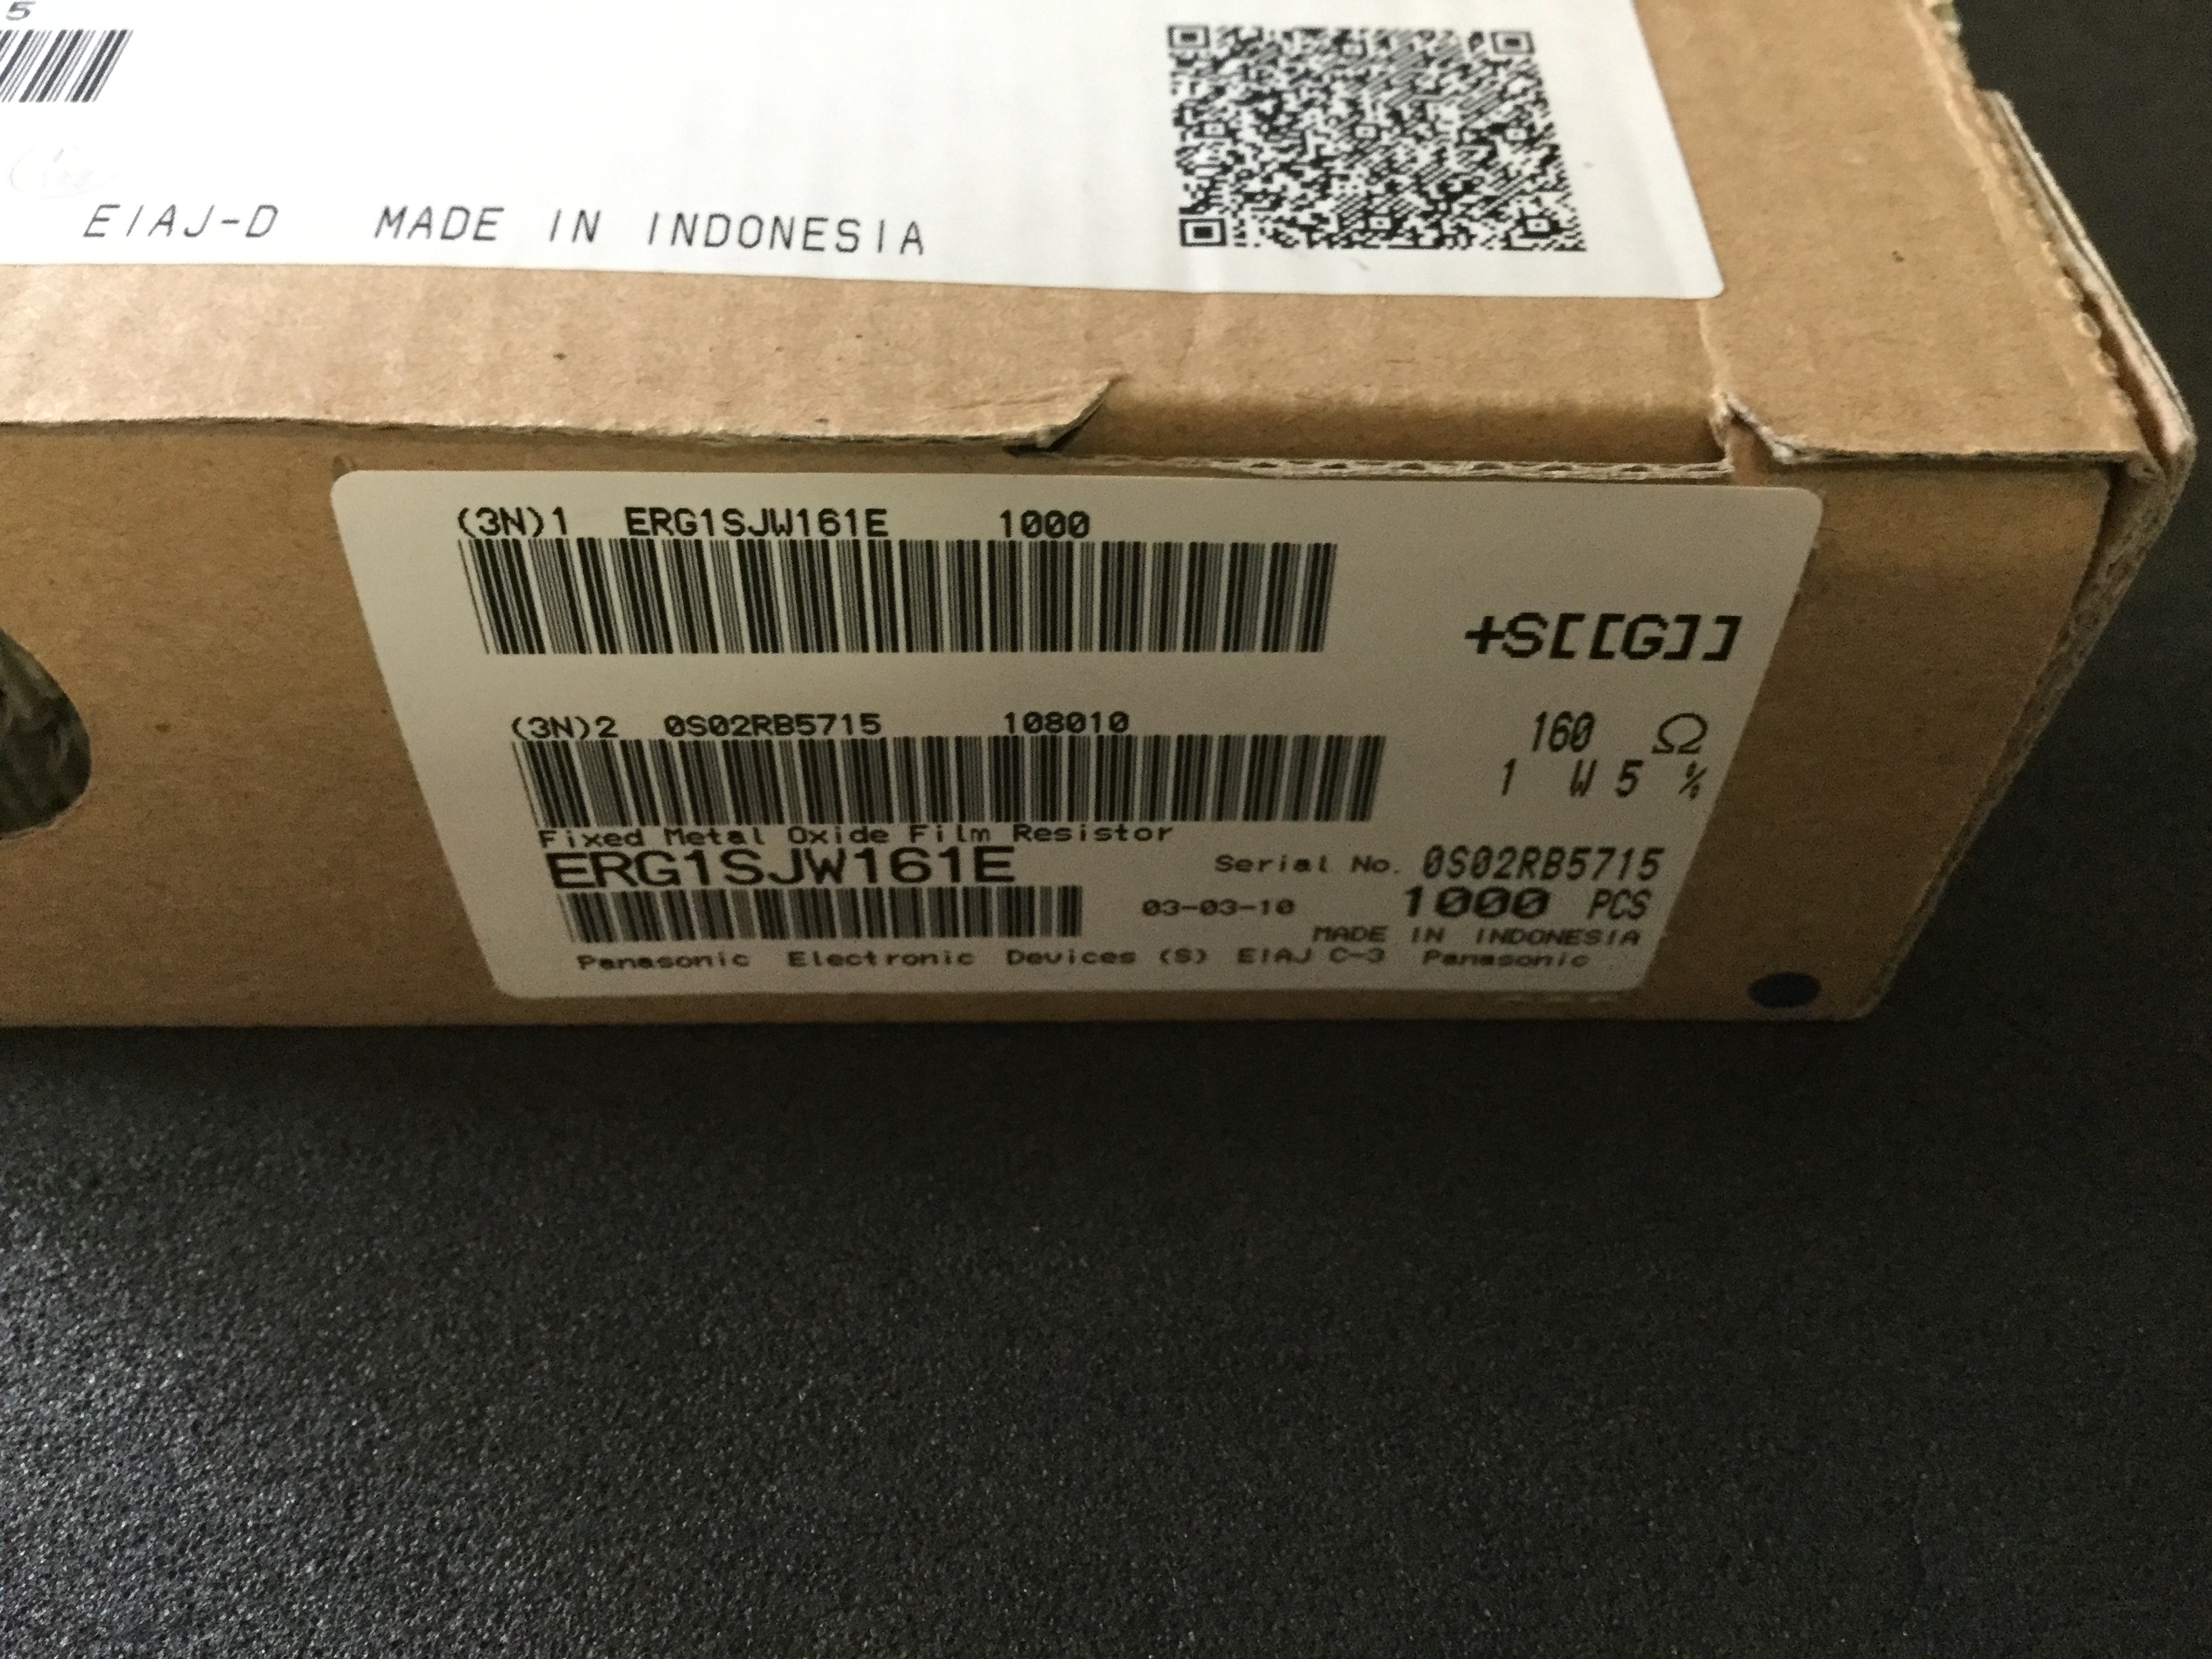 5
EIAJ-D MADE IN INDONESIA
(3N)1 ERG1SJW161E 1000
+S[[G]]
(3N)2 0S02RB5715 108010
160 Ω
1 W 5 %
Fixed Metal Oxide Film Resistor
ERG1SJW161E
Serial No. 0S02RB5715
03-03-10 1000 PCS
MADE IN INDONESIA
Panasonic Electronic Devices (S) EIAJ C-3 Panasonic